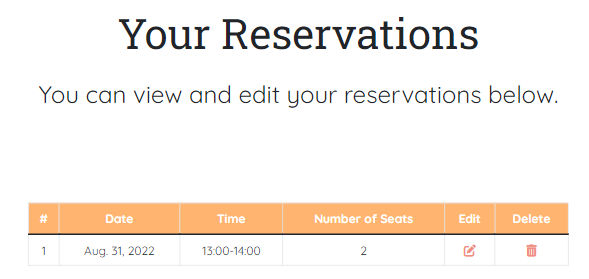 Your Reservations
You can view and edit your reservations below.
# Date Time Number of Seats Edit Delete
1 Aug. 31, 2022 13:00-14:00 2